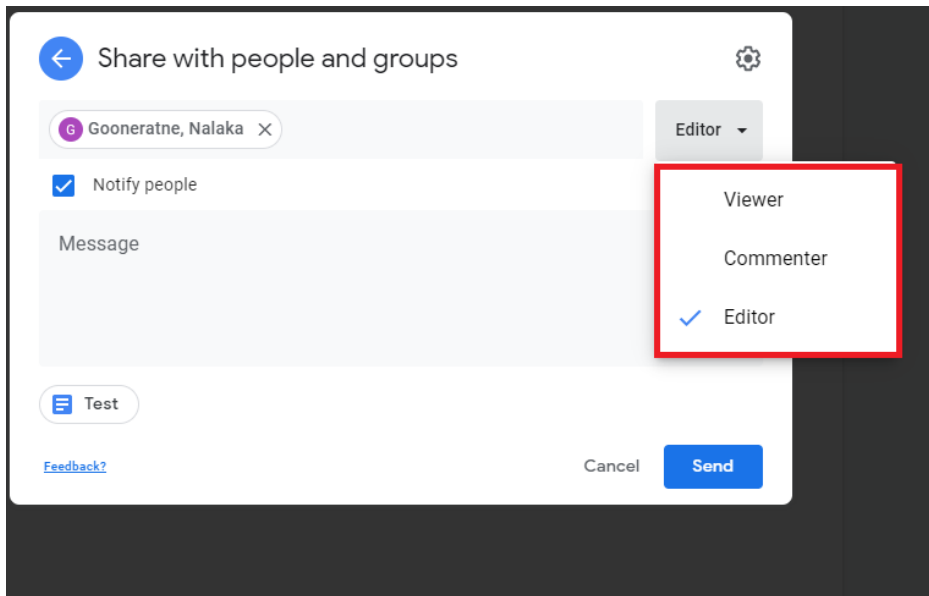 Share with people and groups
G Gooneratne, Nalaka
Editor
Notify people
Viewer
Message
Commenter
Editor
Test
Feedback?
Cancel
Send